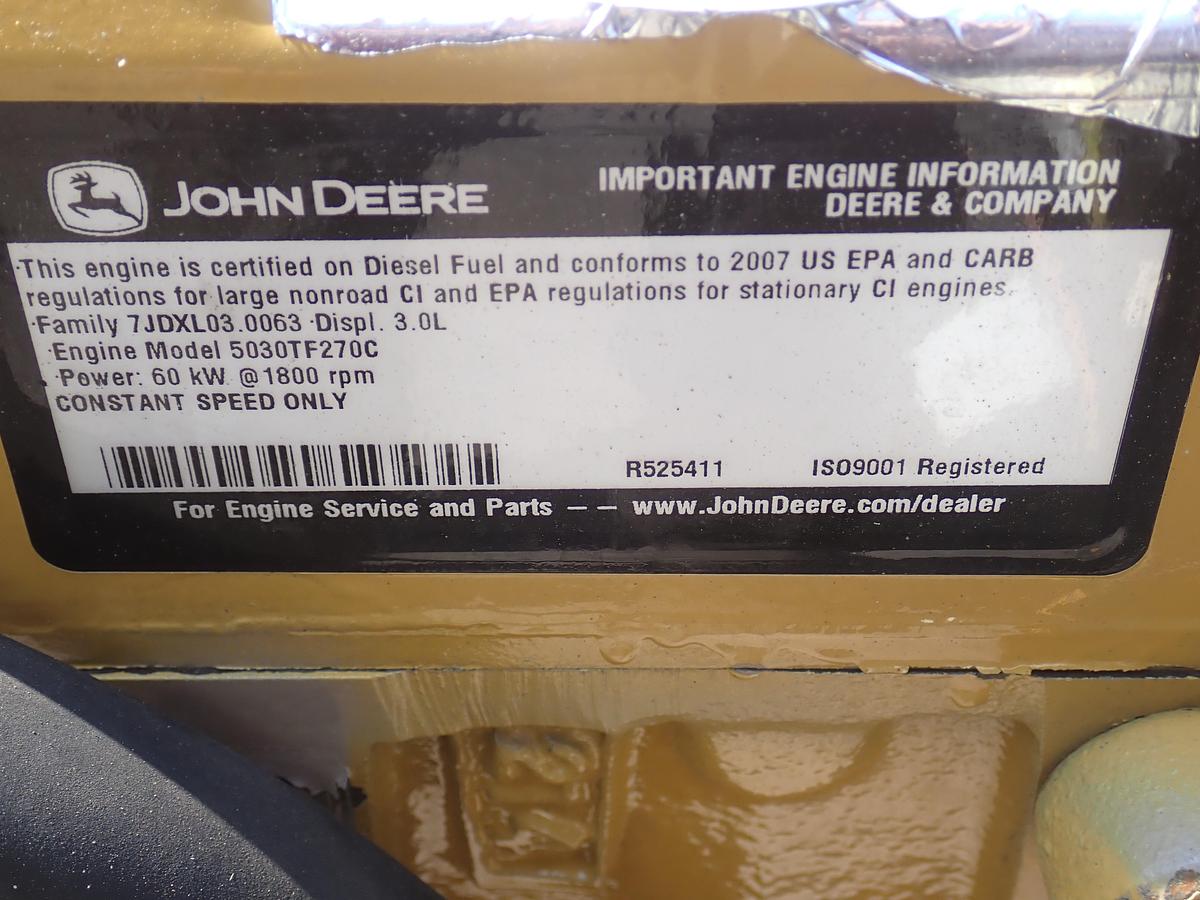 JOHN DEERE
IMPORTANT ENGINE INFORMATION
DEERE & COMPANY
·This engine is certified on Diesel Fuel and conforms to 2007 US EPA and CARB
regulations for large nonroad CI and EPA regulations for stationary CI engines.
·Family 7JDXL03.0063 ·Displ. 3.0L
·Engine Model 5030TF270C
·Power: 60 kW @1800 rpm
CONSTANT SPEED ONLY
R525411 ISO9001 Registered
For Engine Service and Parts – – www.JohnDeere.com/dealer